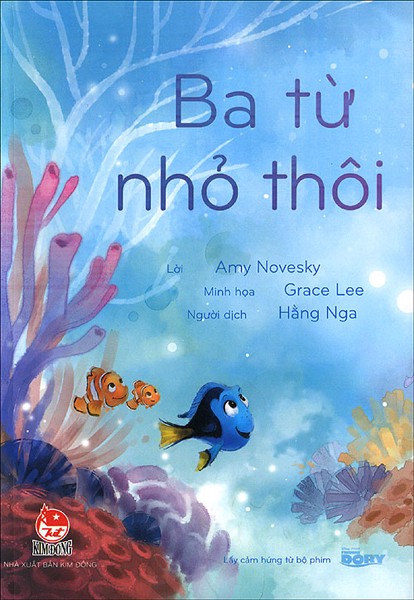 Ba từ
nhỏ thôi
Lời Amy Novesky
Minh họa Grace Lee
Người dịch Hằng Nga
KIM ĐỒNG
NHÀ XUẤT BẢN KIM ĐỒNG
Lấy cảm hứng từ bộ phim
DORY